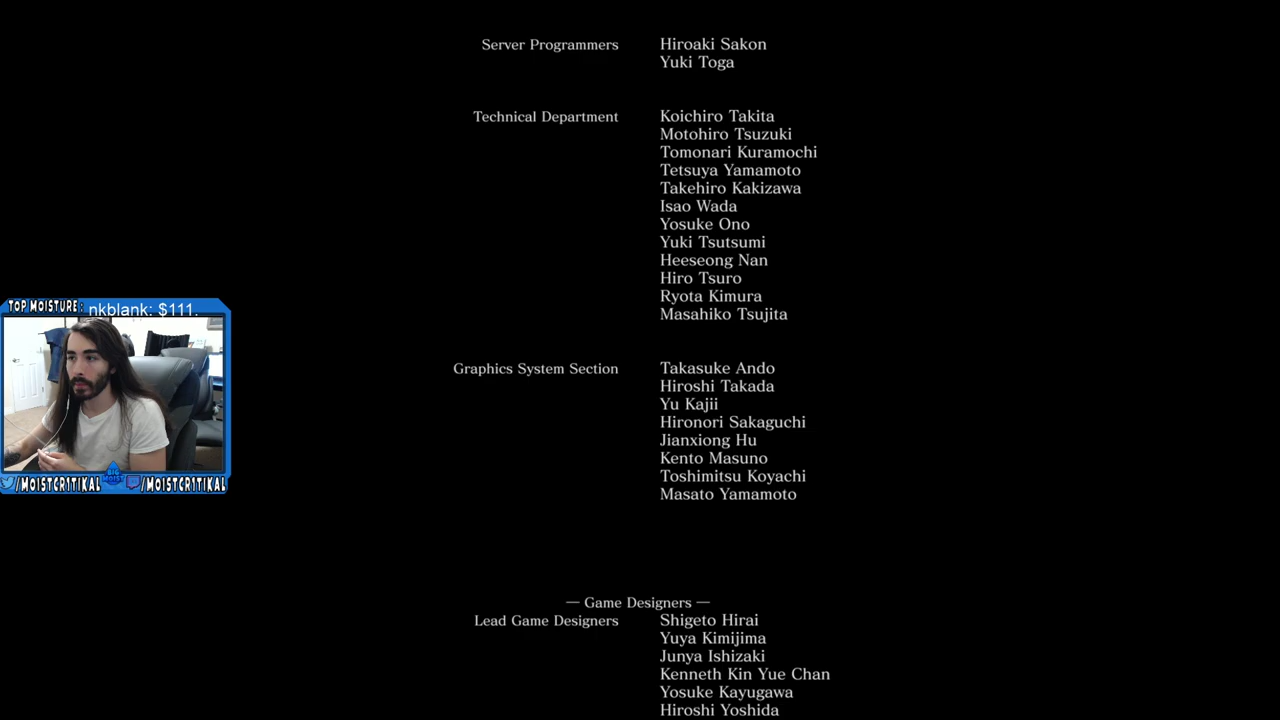 Server Programmers Hiroaki Sakon
Yuki Toga
Technical Department Koichiro Takita
Motohiro Tsuzuki
Tomonari Kuramochi
Tetsuya Yamamoto
Takehiro Kakizawa
Isao Wada
Yosuke Ono
Yuki Tsutsumi
Heeseong Nan
Hiro Tsuro
Ryota Kimura
Masahiko Tsujita
TOP MOISTURE: nkblank: $111.
Graphics System Section Takasuke Ando
Hiroshi Takada
Yu Kajii
Hironori Sakaguchi
Jianxiong Hu
Kento Masuno
Toshimitsu Koyachi
Masato Yamamoto
/MOISTCR1TIKAL BIG MOIST /MOISTCR1TIKAL
— Game Designers —
Lead Game Designers Shigeto Hirai
Yuya Kimijima
Junya Ishizaki
Kenneth Kin Yue Chan
Yosuke Kayugawa
Hiroshi Yoshida